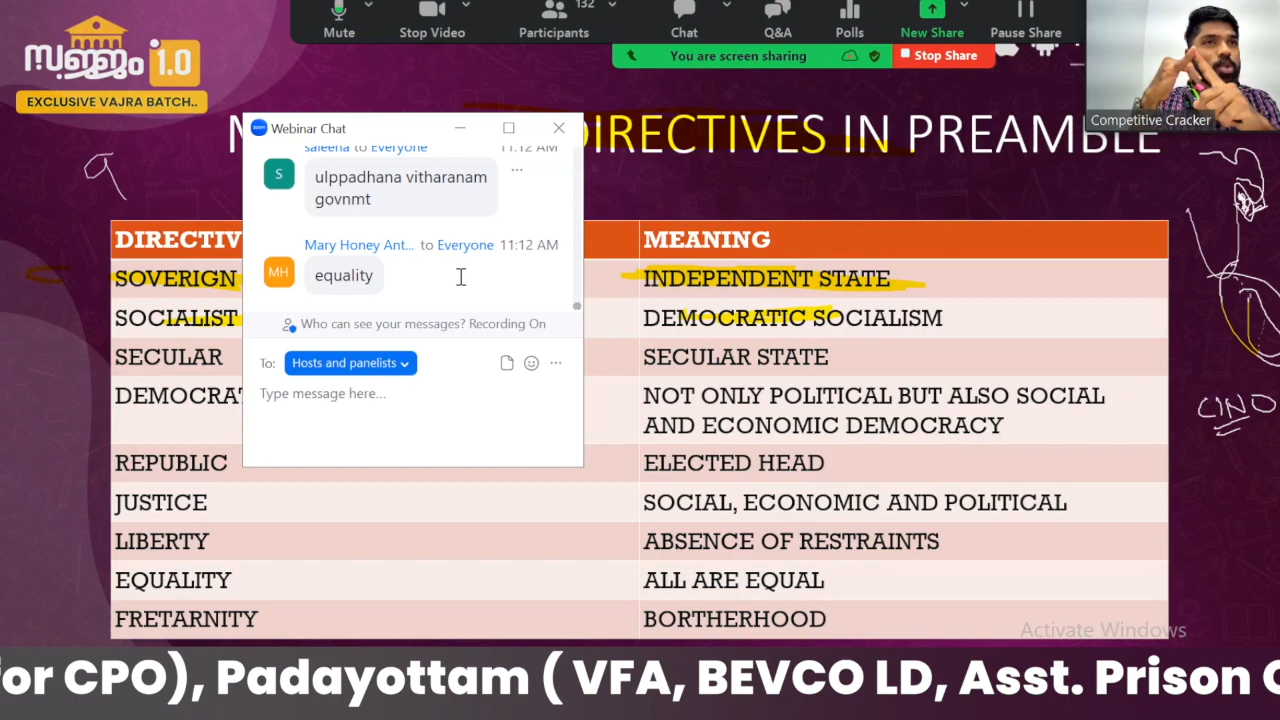 132
Mute
Stop Video
Participants
Chat
Q&A
Polls
New Share
Pause Share
You are screen sharing
Stop Share
1.0
EXCLUSIVE VAJRA BATCH..
Competitive Cracker
DIRECTIVES IN PREAMBLE
Webinar Chat
saleena to Everyone 11:12 AM
S
ulppadhana vitharanam
govnmt
Mary Honey Ant... to Everyone 11:12 AM
MH
equality
Who can see your messages? Recording On
To: Hosts and panelists
Type message here...
MEANING
SOVERIGN INDEPENDENT STATE
SOCIALIST DEMOCRATIC SOCIALISM
SECULAR SECULAR STATE
NOT ONLY POLITICAL BUT ALSO SOCIAL
AND ECONOMIC DEMOCRACY
REPUBLIC ELECTED HEAD
JUSTICE SOCIAL, ECONOMIC AND POLITICAL
LIBERTY ABSENCE OF RESTRAINTS
EQUALITY ALL ARE EQUAL
FRETARNITY BORTHERHOOD
Activate Windows
for CPO), Padayottam ( VFA, BEVCO LD, Asst. Prison